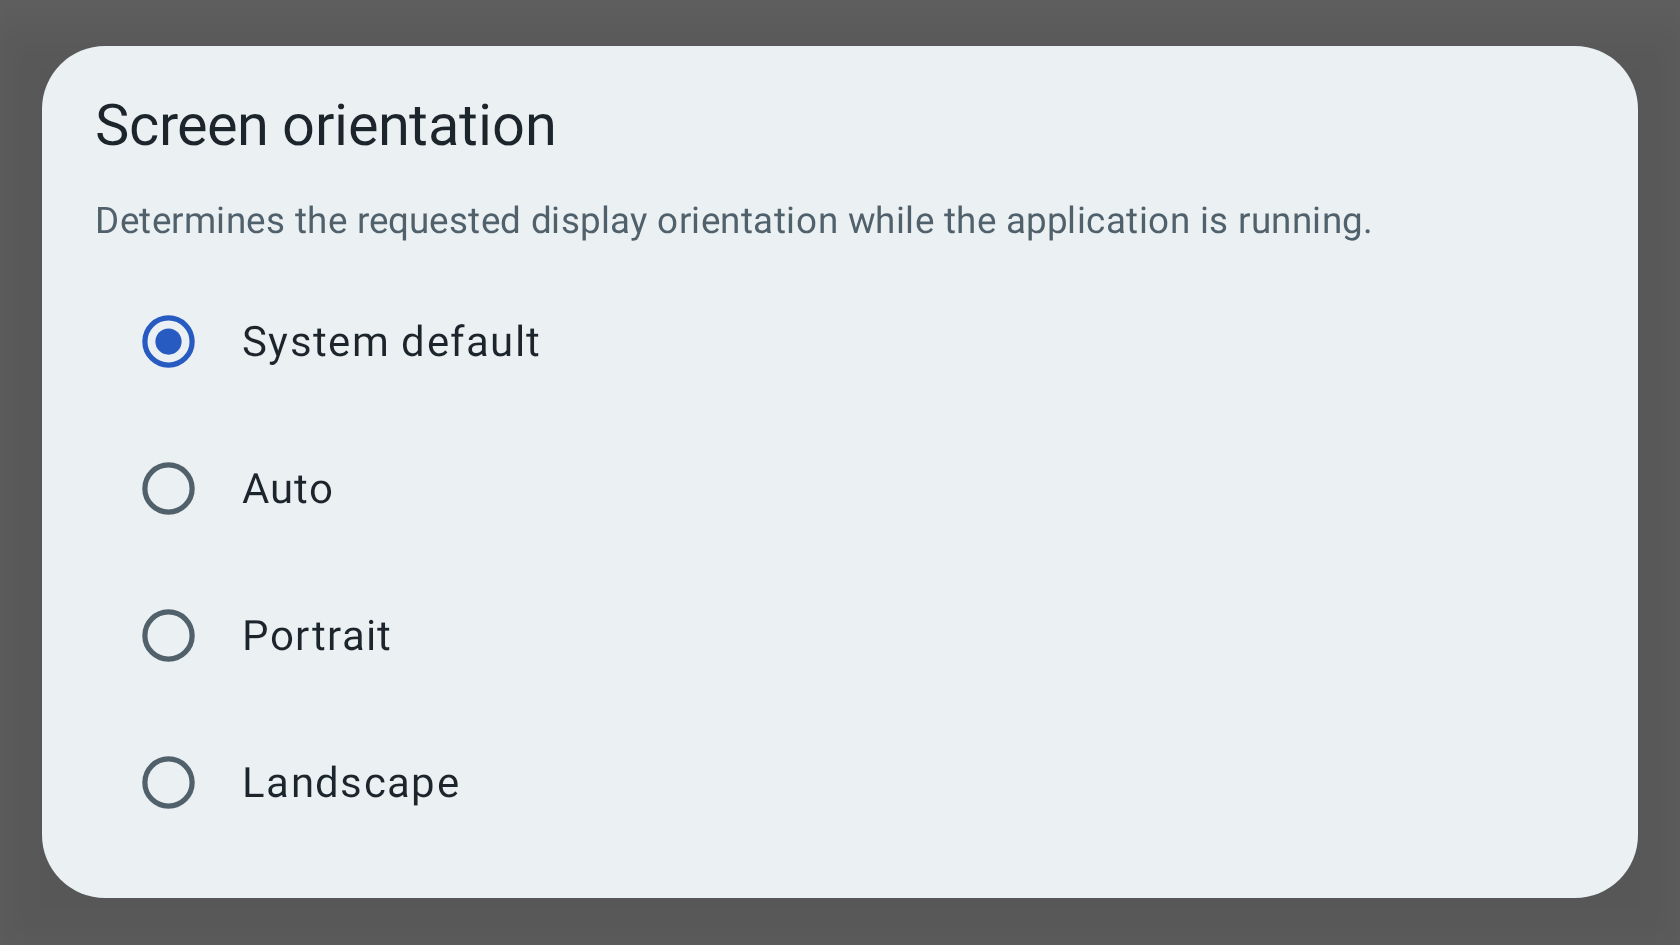 Screen orientation
Determines the requested display orientation while the application is running.
System default
Auto
Portrait
Landscape